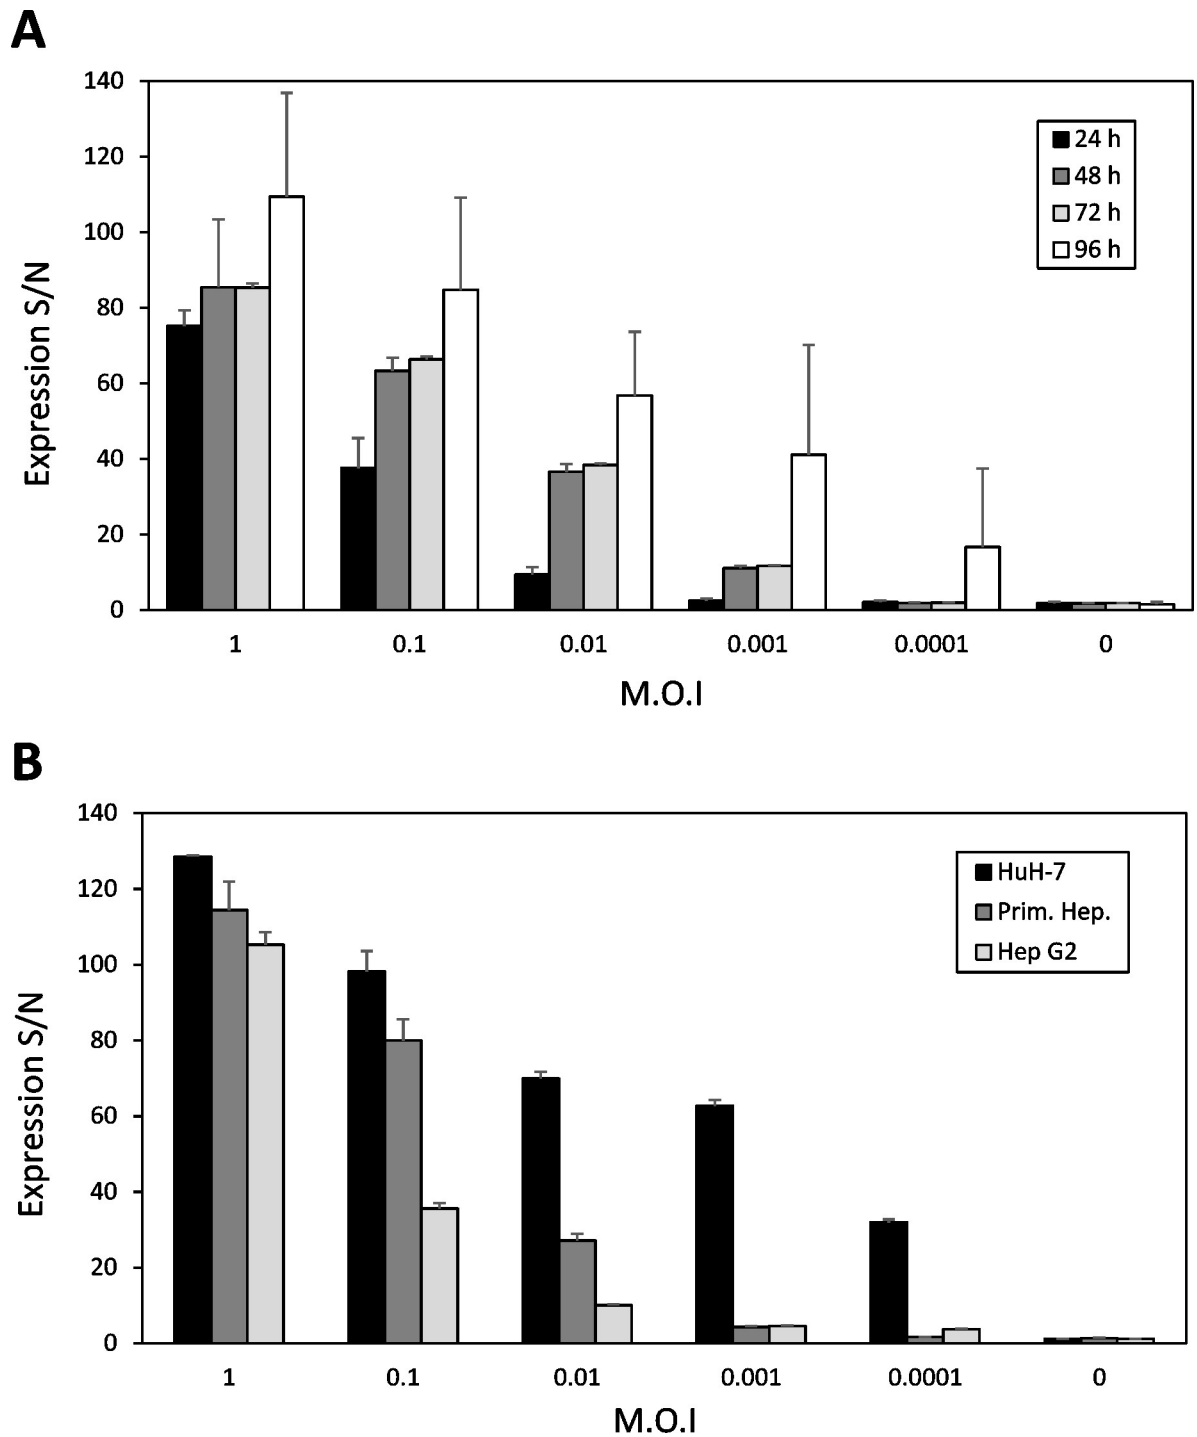 A
140
120
100
80
60
40
20
0
Expression S/N
24 h
48 h
72 h
96 h
1 0.1 0.01 0.001 0.0001 0
M.O.I
B
140
120
100
80
60
40
20
0
Expression S/N
HuH-7
Prim. Hep.
Hep G2
1 0.1 0.01 0.001 0.0001 0
M.O.I